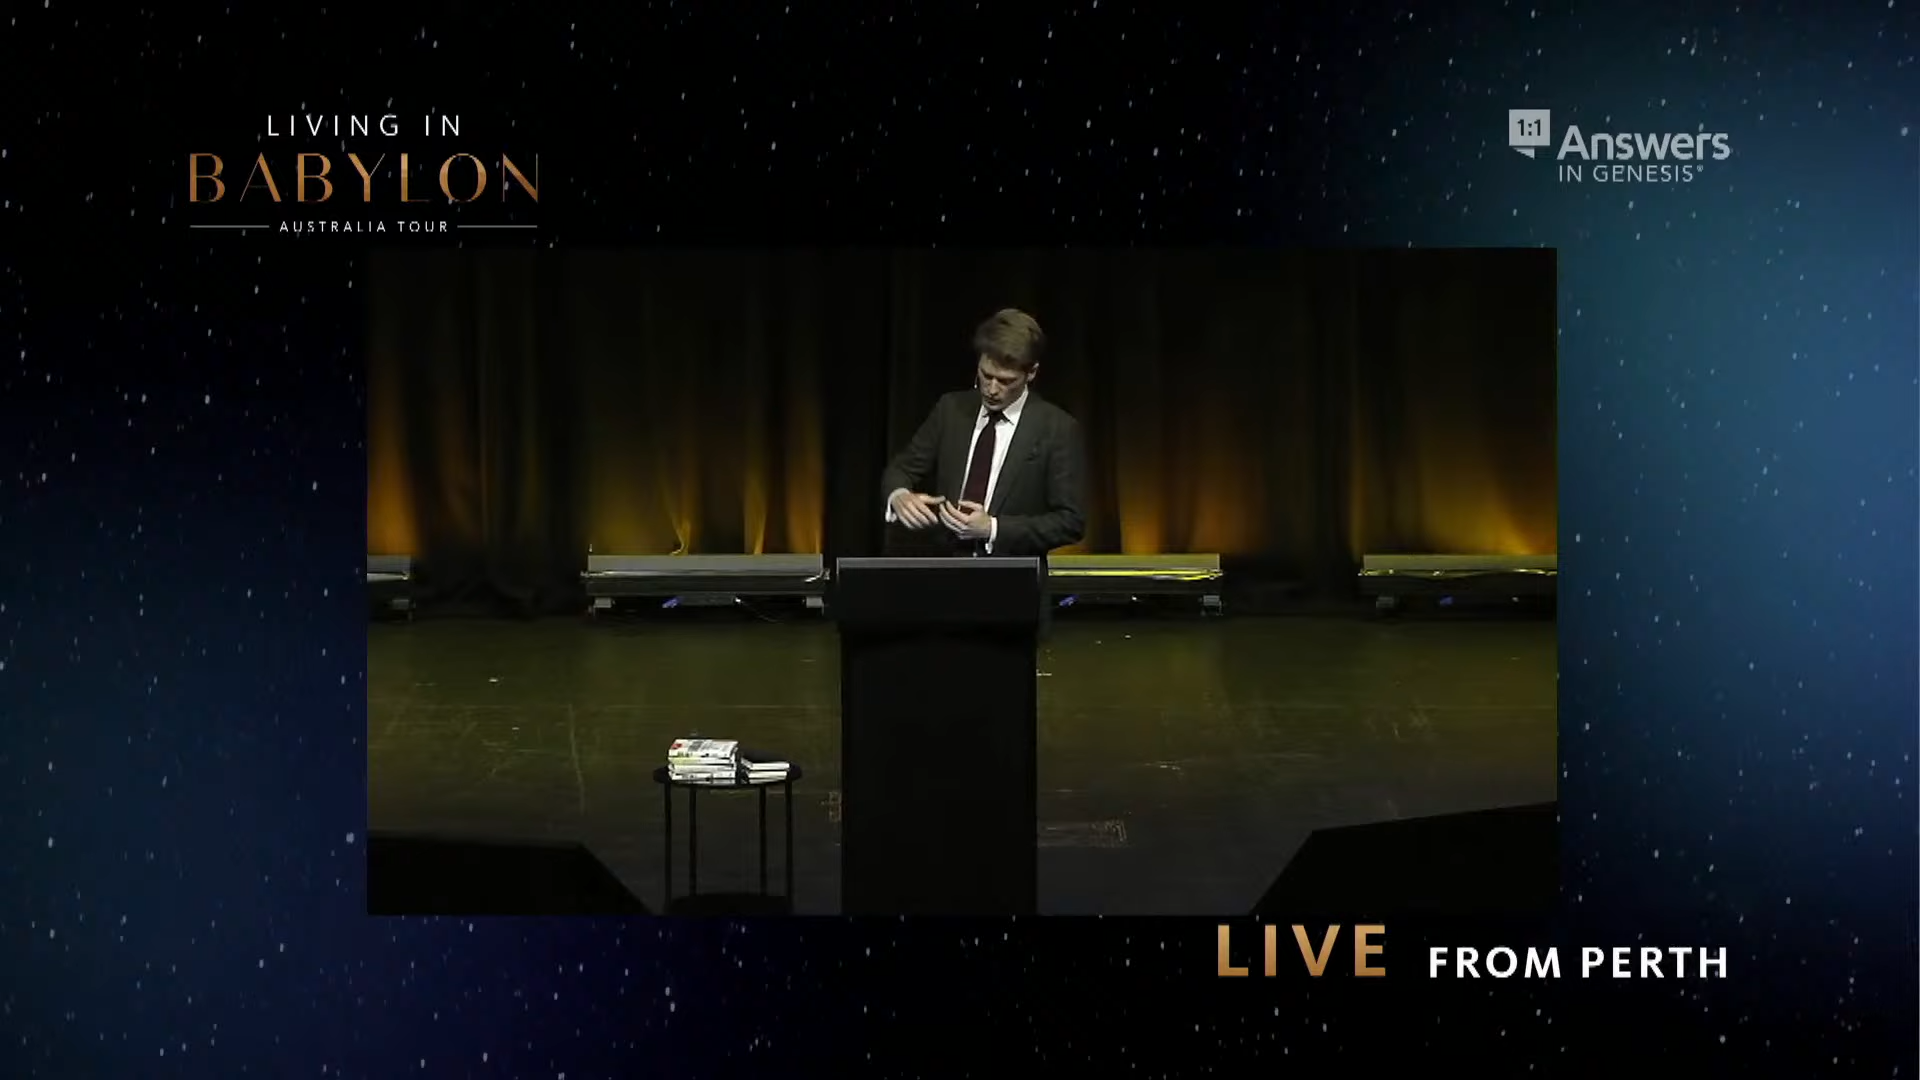 LIVING IN
BABYLON
AUSTRALIA TOUR
1:1
Answers
IN GENESIS®
LIVE FROM PERTH